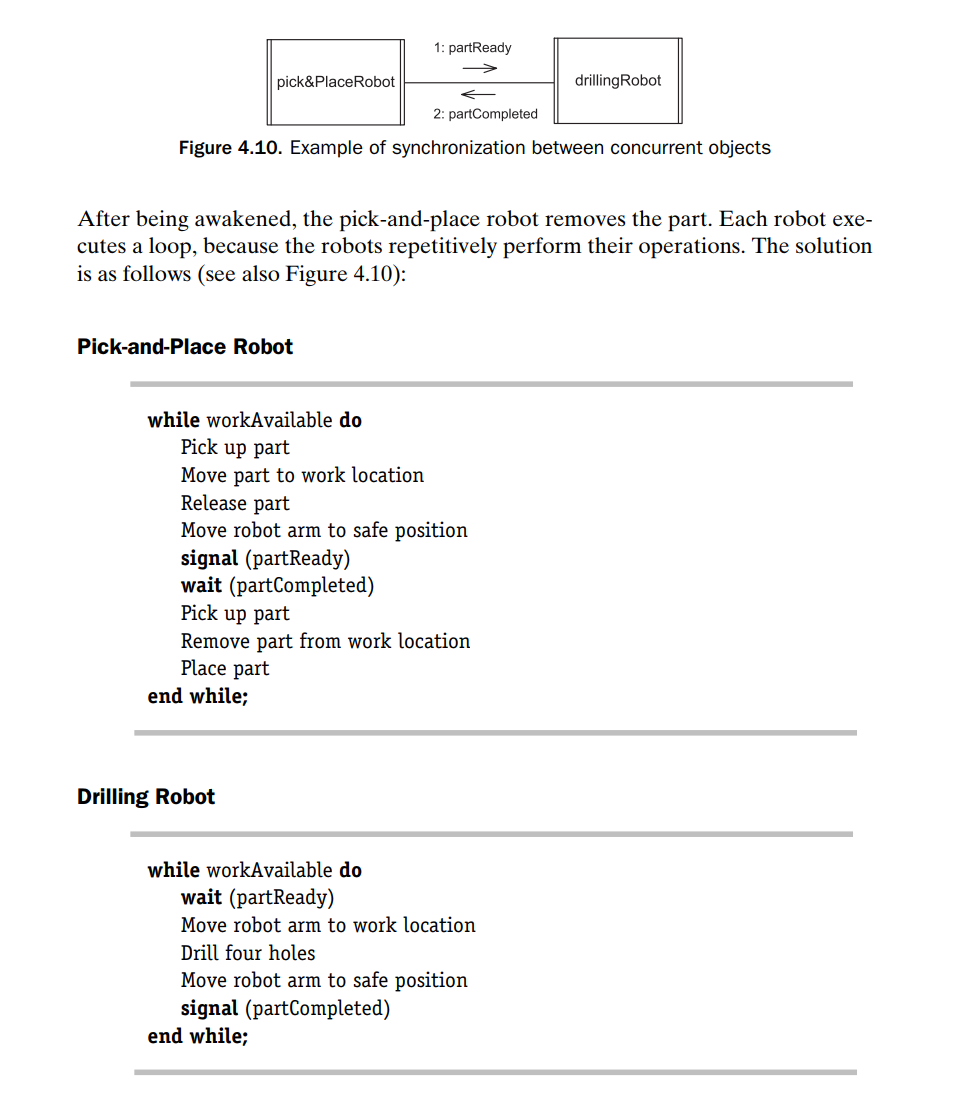 1: partReady
pick&PlaceRobot
drillingRobot
2: partCompleted
Figure 4.10. Example of synchronization between concurrent objects
After being awakened, the pick-and-place robot removes the part. Each robot exe-
cutes a loop, because the robots repetitively perform their operations. The solution
is as follows (see also Figure 4.10):
Pick-and-Place Robot
while workAvailable do
Pick up part
Move part to work location
Release part
Move robot arm to safe position
signal (partReady)
wait (partCompleted)
Pick up part
Remove part from work location
Place part
end while;
Drilling Robot
while workAvailable do
wait (partReady)
Move robot arm to work location
Drill four holes
Move robot arm to safe position
signal (partCompleted)
end while;